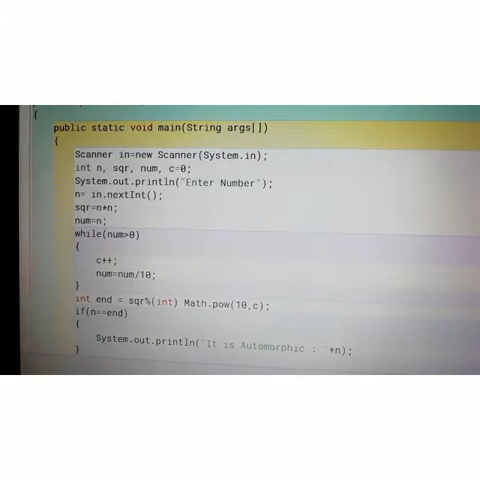 {
public static void main(String args[])
{
Scanner in=new Scanner(System.in);
int n, sqr, num, c=0;
System.out.println("Enter Number");
n= in.nextInt();
sqr=n*n;
num=n;
while(num>0)
{
c++;
num=num/10;
}
int end = sqr%(int) Math.pow(10,c);
if(n==end)
{
System.out.println("It is Automorphic : "+n);
}